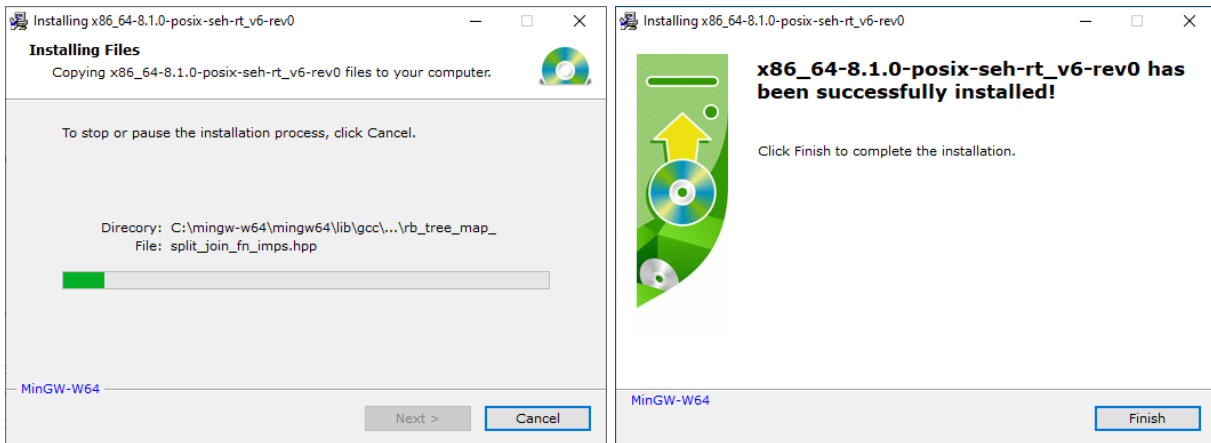 Installing x86_64-8.1.0-posix-seh-rt_v6-rev0
Installing Files
Copying x86_64-8.1.0-posix-seh-rt_v6-rev0 files to your computer.
To stop or pause the installation process, click Cancel.
Direcory: C:\mingw-w64\mingw64\lib\gcc\...\rb_tree_map_
File: split_join_fn_imps.hpp
MinGW-W64
Next >
Cancel
Installing x86_64-8.1.0-posix-seh-rt_v6-rev0
x86_64-8.1.0-posix-seh-rt_v6-rev0 has
been successfully installed!
Click Finish to complete the installation.
MinGW-W64
Finish